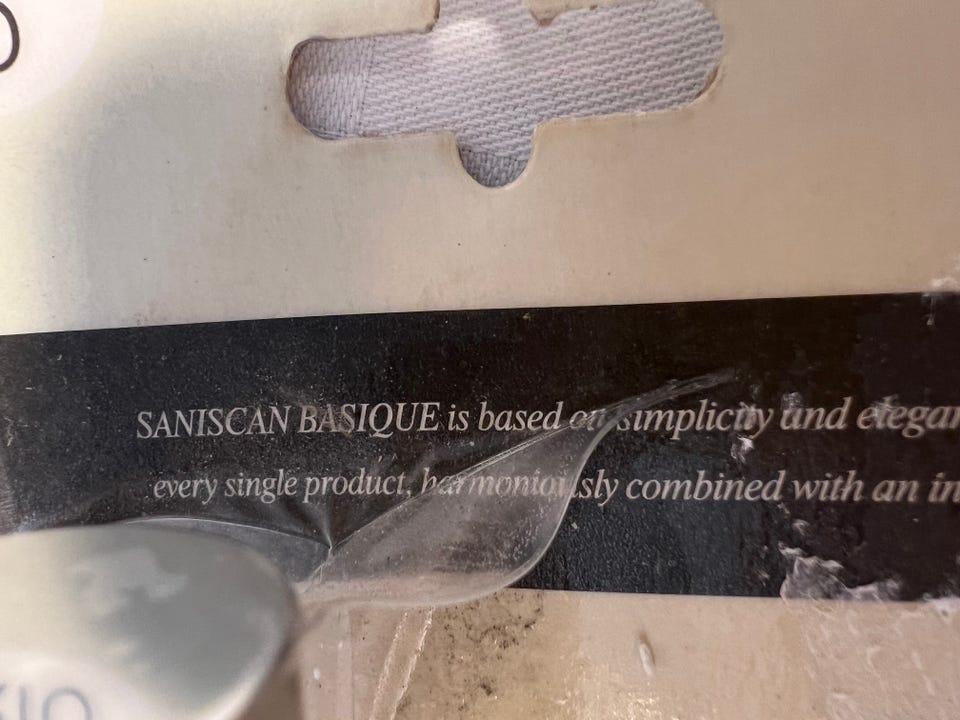 SANISCAN BASIQUE is based on simplicity and elegan
every single product, harmoniously combined with an in